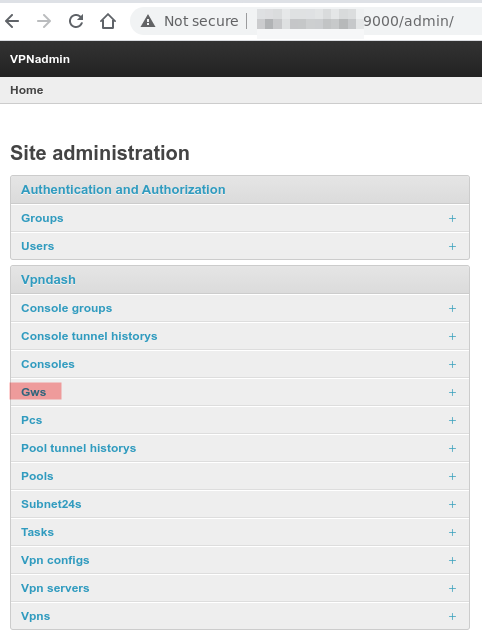 Not secure 9000/admin/
VPNadmin
Home
Site administration
Authentication and Authorization
Groups +
Users +
Vpndash
Console groups +
Console tunnel historys +
Consoles +
Gws +
Pcs +
Pool tunnel historys +
Pools +
Subnet24s +
Tasks +
Vpn configs +
Vpn servers +
Vpns +